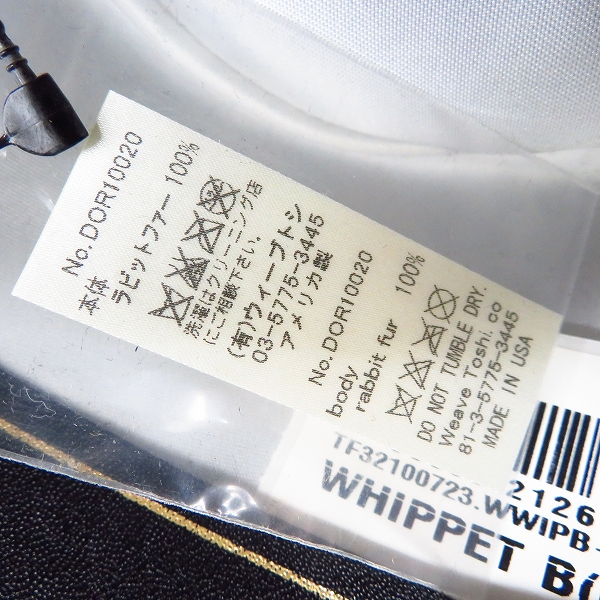 No.DOR10020
本体
ラビットファー 100%
洗濯はクリーニング店
にご相談下さい。
(有)ウィーブトシ
03-5775-3445
アメリカ製
No.DOR10020
body
rabbit fur 100%
DO NOT TUMBLE DRY.
Weave Toshi.co
81-3-5775-3445
MADE IN USA
2126
TF32100723.WWIPB
WHIPPET